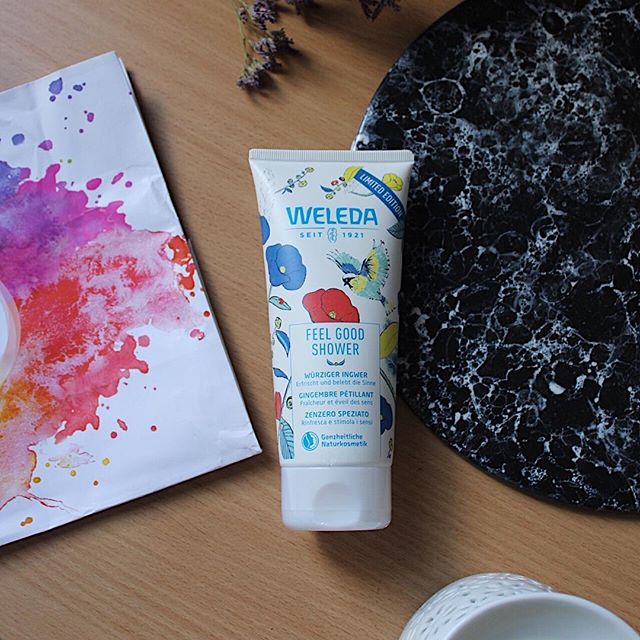 LIMITED EDITION
WELEDA
SEIT 1921
FEEL GOOD
SHOWER
WÜRZIGER INGWER
Erfrischt und belebt die Sinne
GINGEMBRE PÉTILLANT
Fraîcheur et éveil des sens
ZENZERO SPEZIATO
Rinfresca e stimola i sensi
Ganzheitliche
Naturkosmetik